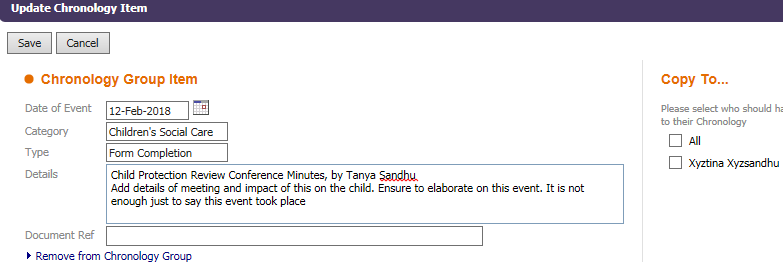 Update Chronology Item
Save Cancel
Chronology Group Item
Date of Event 12-Feb-2018
Category Children's Social Care
Type Form Completion
Details Child Protection Review Conference Minutes, by Tanya Sandhu.
Add details of meeting and impact of this on the child. Ensure to elaborate on this event. It is not
enough just to say this event took place
Document Ref
Remove from Chronology Group
Copy To...
Please select who should ha
to their Chronology
All
Xyztina Xyzsandhu